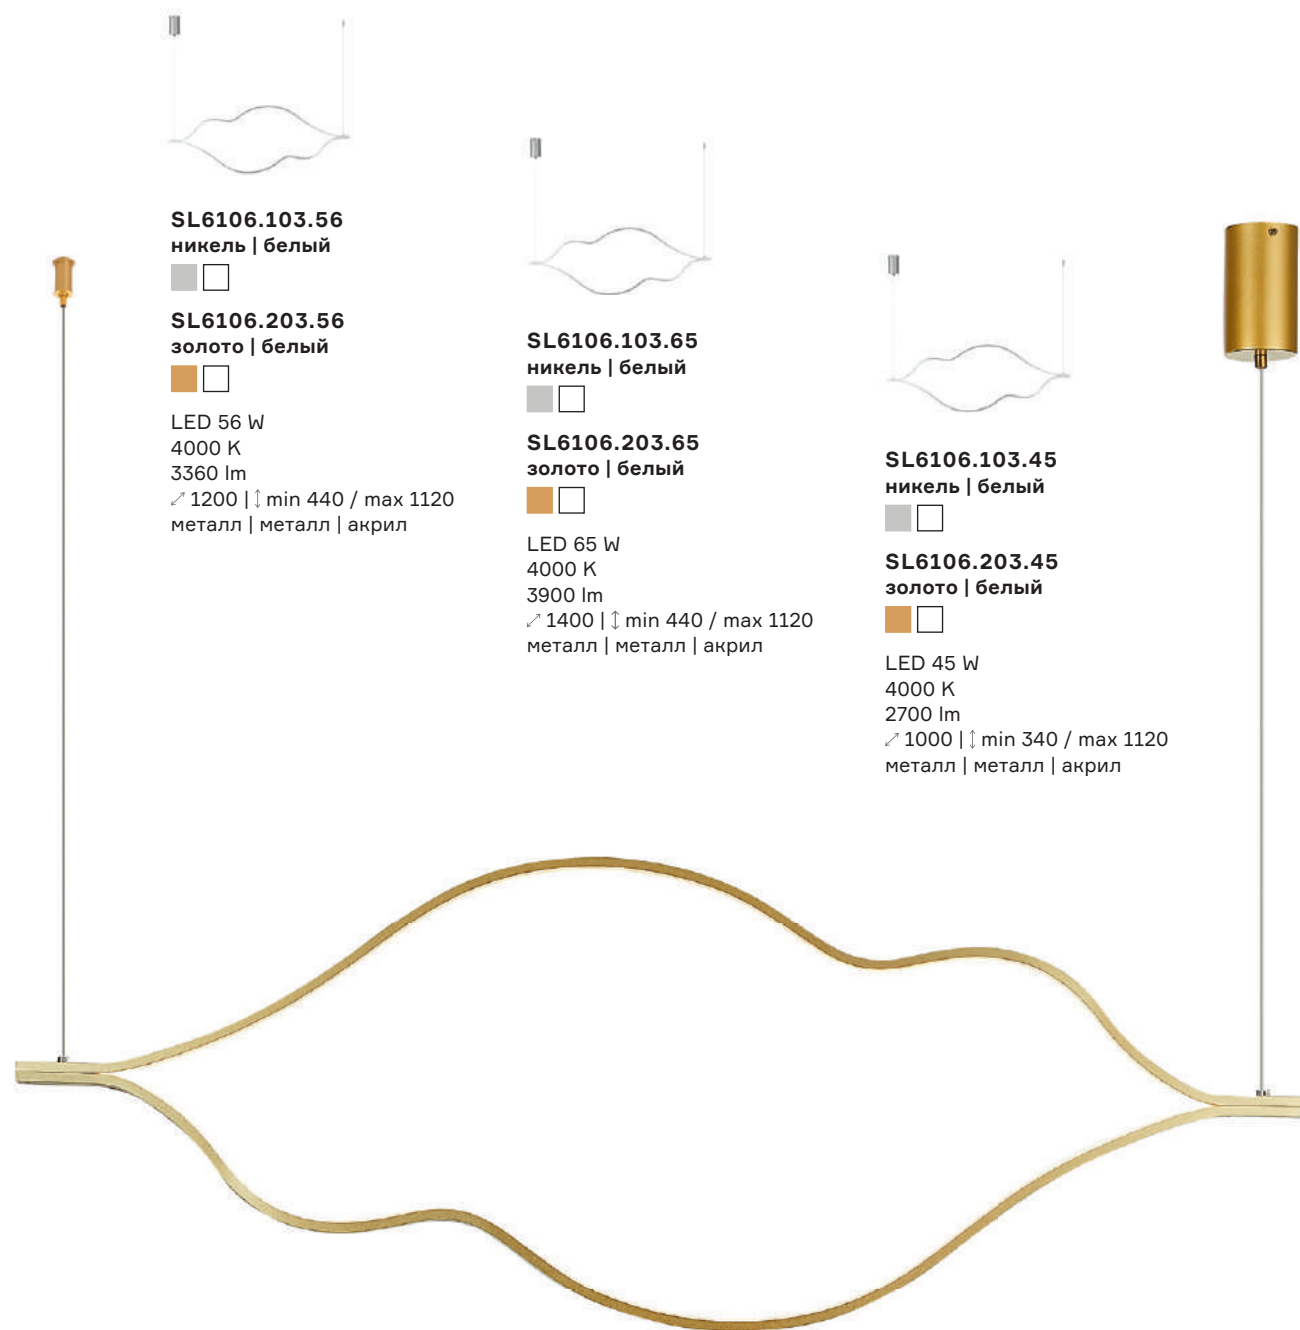 SL6106.103.56
никель | белый
SL6106.203.56
золото | белый
LED 56 W
4000 K
3360 lm
⤢ 1200 | ↕ min 440 / max 1120
металл | металл | акрил
SL6106.103.65
никель | белый
SL6106.203.65
золото | белый
LED 65 W
4000 K
3900 lm
⤢ 1400 | ↕ min 440 / max 1120
металл | металл | акрил
SL6106.103.45
никель | белый
SL6106.203.45
золото | белый
LED 45 W
4000 K
2700 lm
⤢ 1000 | ↕ min 340 / max 1120
металл | металл | акрил